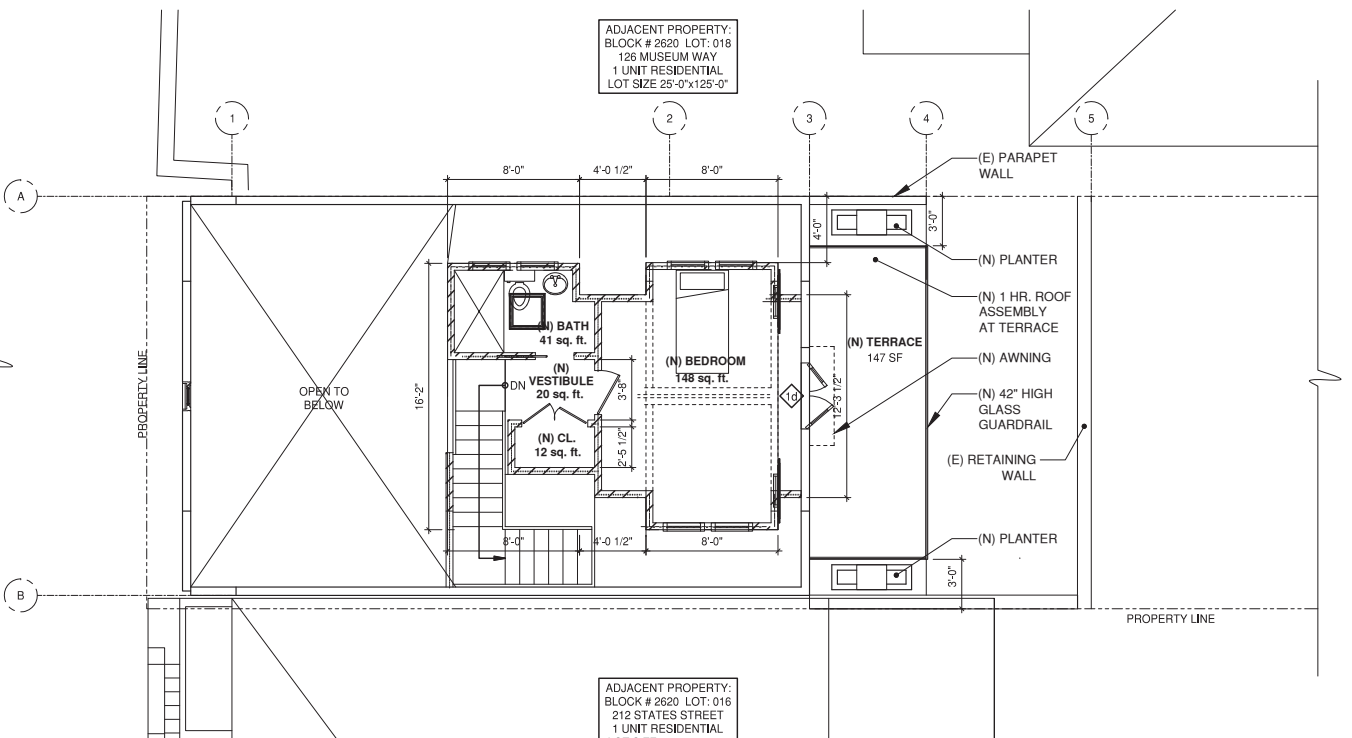 ADJACENT PROPERTY:
BLOCK # 2620 LOT: 018
126 MUSEUM WAY
1 UNIT RESIDENTIAL
LOT SIZE 25'-0"x125'-0"
1
2
3
4
5
A
B
8'-0"
4'-0 1/2"
8'-0"
(E) PARAPET
WALL
4'-0"
3'-0"
(N) PLANTER
(N) 1 HR. ROOF
ASSEMBLY
AT TERRACE
(N) AWNING
(N) 42" HIGH
GLASS
GUARDRAIL
(E) RETAINING
WALL
(N) PLANTER
3'-0"
PROPERTY LINE
PROPERTY LINE
OPEN TO
BELOW
16'-2"
(N) BATH
41 sq. ft.
(N)
VESTIBULE
20 sq. ft.
DN
3'-8"
(N) CL.
12 sq. ft.
2'-5 1/2"
(N) BEDROOM
148 sq. ft.
1d
12'-3 1/2"
(N) TERRACE
147 SF
8'-0"
4'-0 1/2"
8'-0"
ADJACENT PROPERTY:
BLOCK # 2620 LOT: 016
212 STATES STREET
1 UNIT RESIDENTIAL